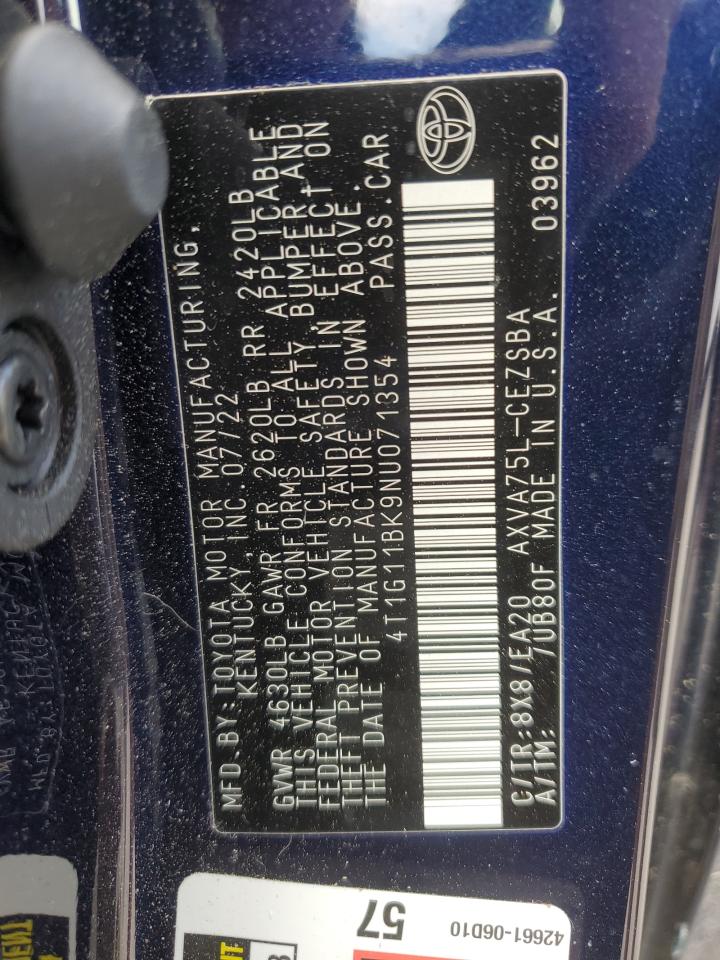 MFD.BY:TOYOTA MOTOR MANUFACTURING,
KENTUCKY, INC. 07/22
GVWR 4630LB GAWR FR 2620LB RR 2420LB
THIS VEHICLE CONFORMS TO ALL APPLICABLE
FEDERAL MOTOR VEHICLE SAFETY, BUMPER,AND
THEFT PREVENTION STANDARDS IN EFFECT ON
THE DATE OF MANUFACTURE SHOWN ABOVE.
4T1G11BK9NU071354 PASS.CAR
C/TR:8X8/EA20 AXVA75L-CEZSBA
A/TM: /UB80F MADE IN U.S.A. 03962
57
42661-06D10